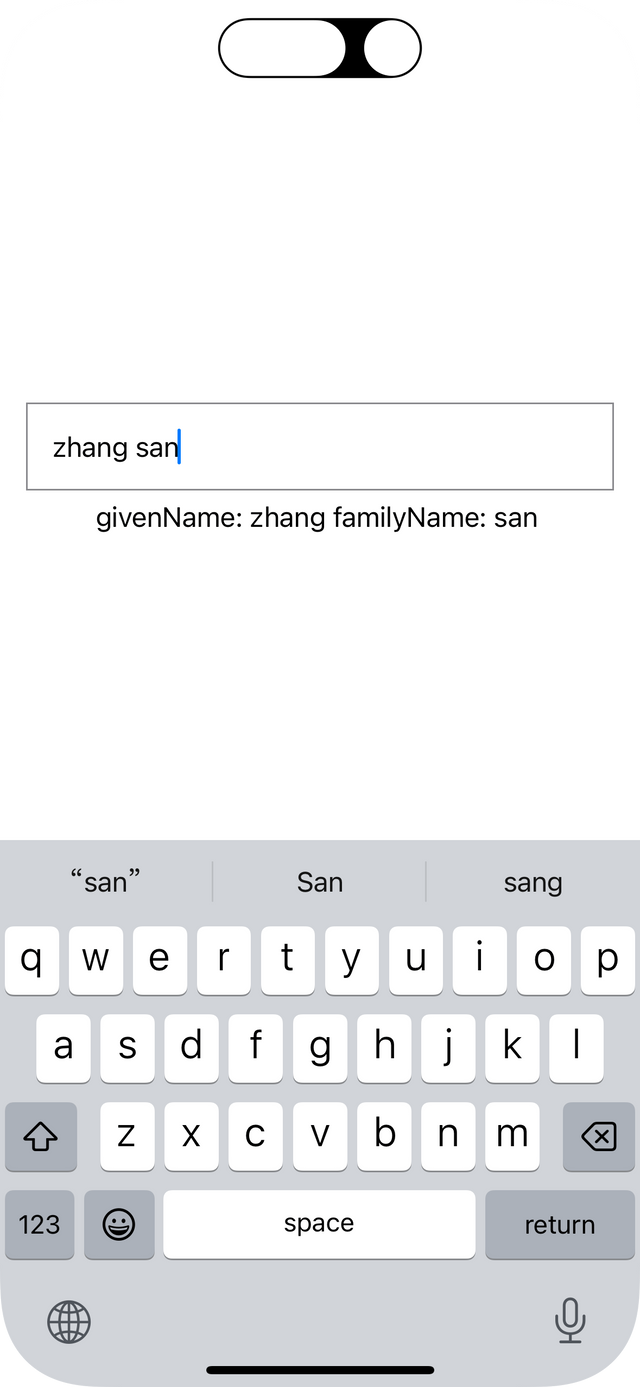 zhang san
givenName: zhang familyName: san
“san” San sang
q w e r t y u i o p
a s d f g h j k l
z x c v b n m
123 space return